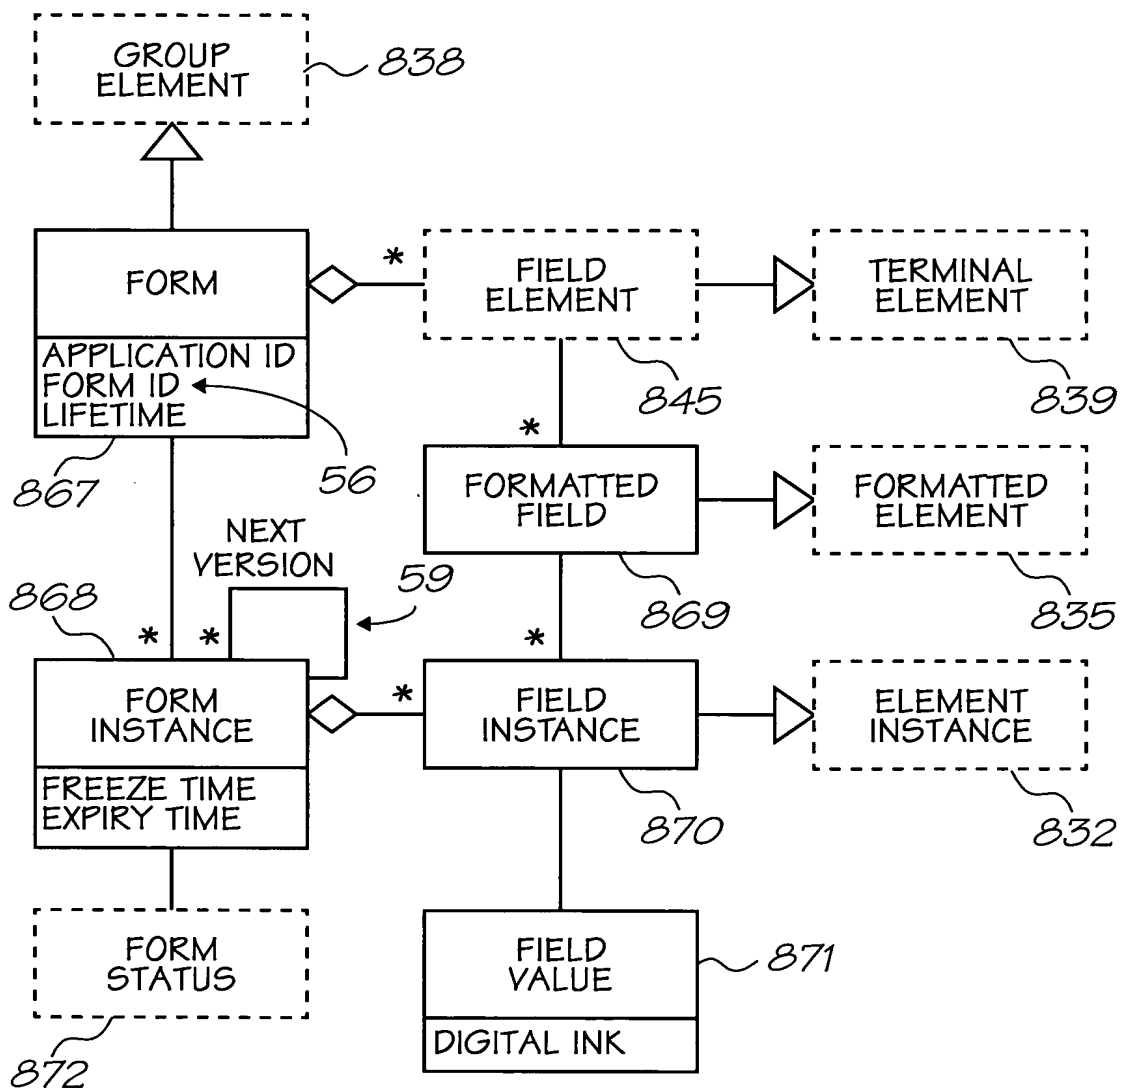 GROUP
ELEMENT
838
FORM
*
FIELD
ELEMENT
TERMINAL
ELEMENT
APPLICATION ID
FORM ID
LIFETIME
845
839
867
56
*
FORMATTED
FIELD
FORMATTED
ELEMENT
NEXT
VERSION
59
869
835
868
*
*
*
FORM
INSTANCE
*
FIELD
INSTANCE
ELEMENT
INSTANCE
FREEZE TIME
EXPIRY TIME
870
832
FORM
STATUS
FIELD
VALUE
871
DIGITAL INK
872